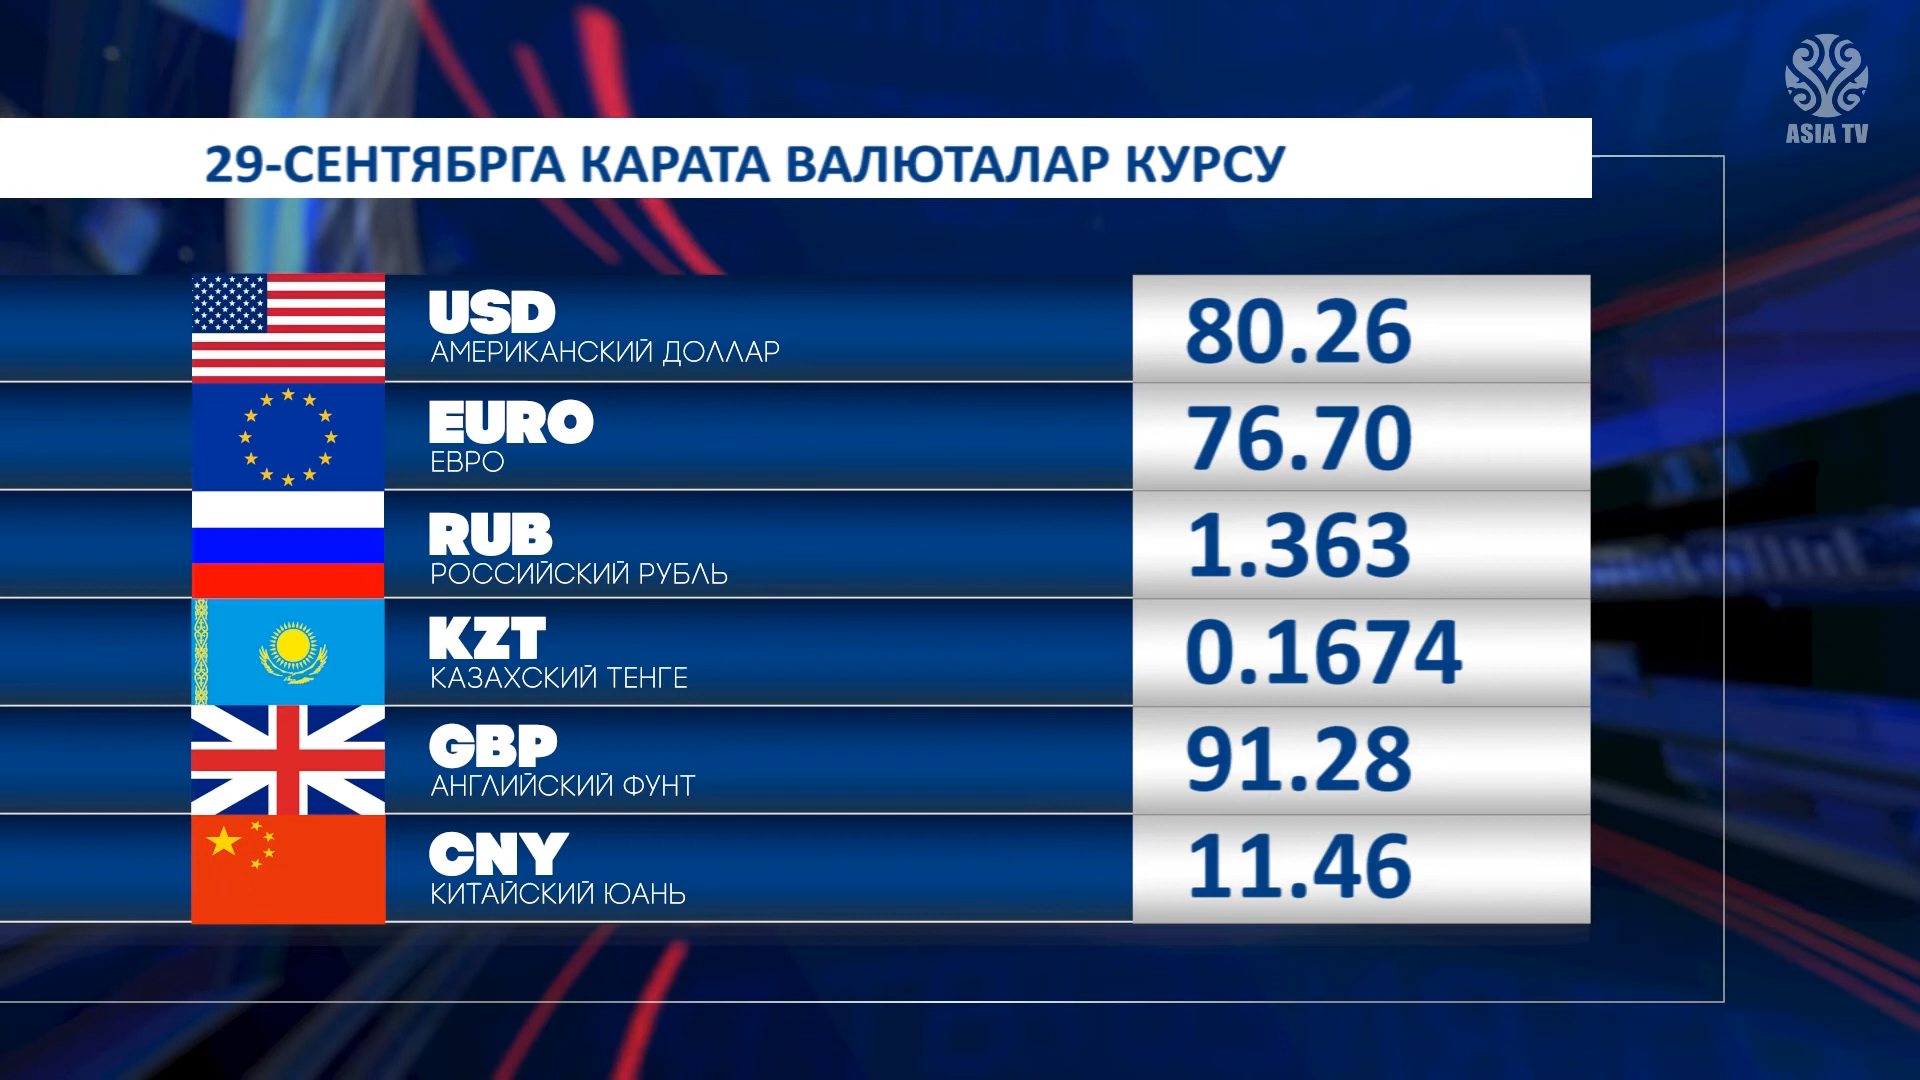 ASIA TV
29-СЕНТЯБРГА КАРАТА ВАЛЮТАЛАР КУРСУ
USD
АМЕРИКАНСКИЙ ДОЛЛАР
80.26
EURO
ЕВРО
76.70
RUB
РОССИЙСКИЙ РУБЛЬ
1.363
KZT
КАЗАХСКИЙ ТЕНГЕ
0.1674
GBP
АНГЛИЙСКИЙ ФУНТ
91.28
CNY
КИТАЙСКИЙ ЮАНЬ
11.46